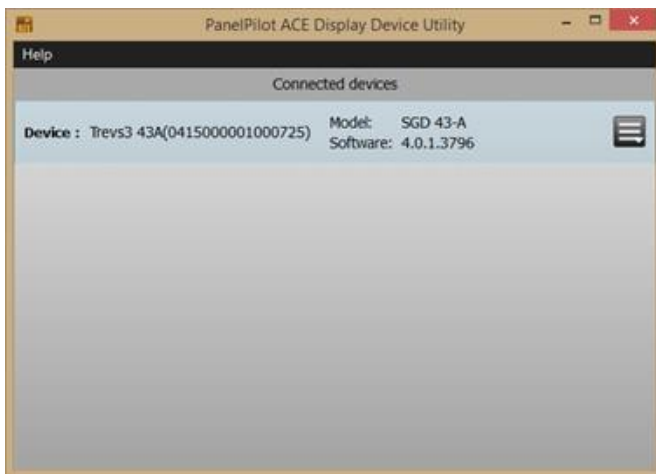 PanelPilot ACE Display Device Utility
Help
Connected devices
Device : Trevs3 43A(0415000001000725)
Model: SGD 43-A
Software: 4.0.1.3796